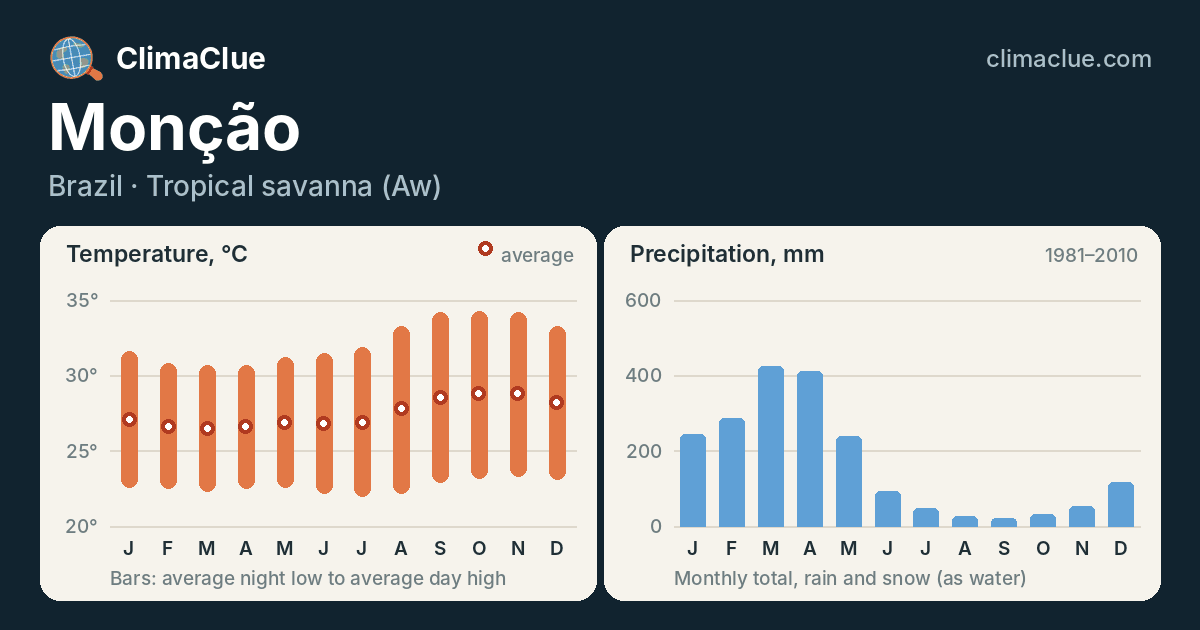 ClimaClue
climaclue.com
Monção
Brazil · Tropical savanna (Aw)
Temperature, °C
average
35°
30°
25°
20°
J F M A M J J A S O N D
Bars: average night low to average day high
Precipitation, mm
1981–2010
600
400
200
0
J F M A M J J A S O N D
Monthly total, rain and snow (as water)